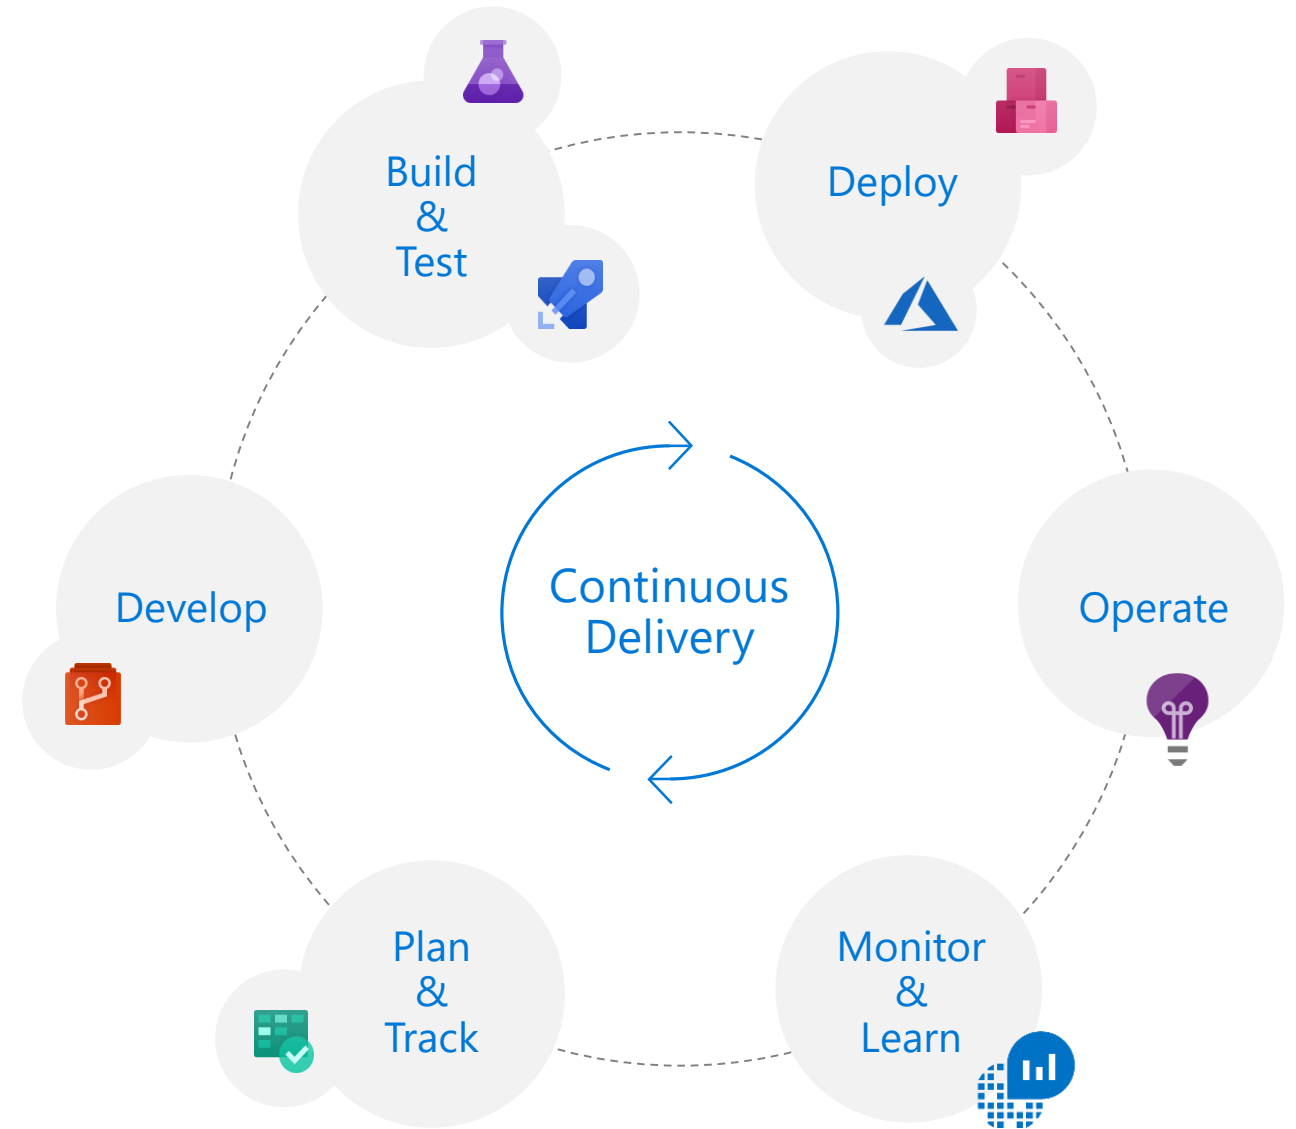 Build
&
Test
Deploy
Develop
Continuous
Delivery
Operate
Plan
&
Track
Monitor
&
Learn